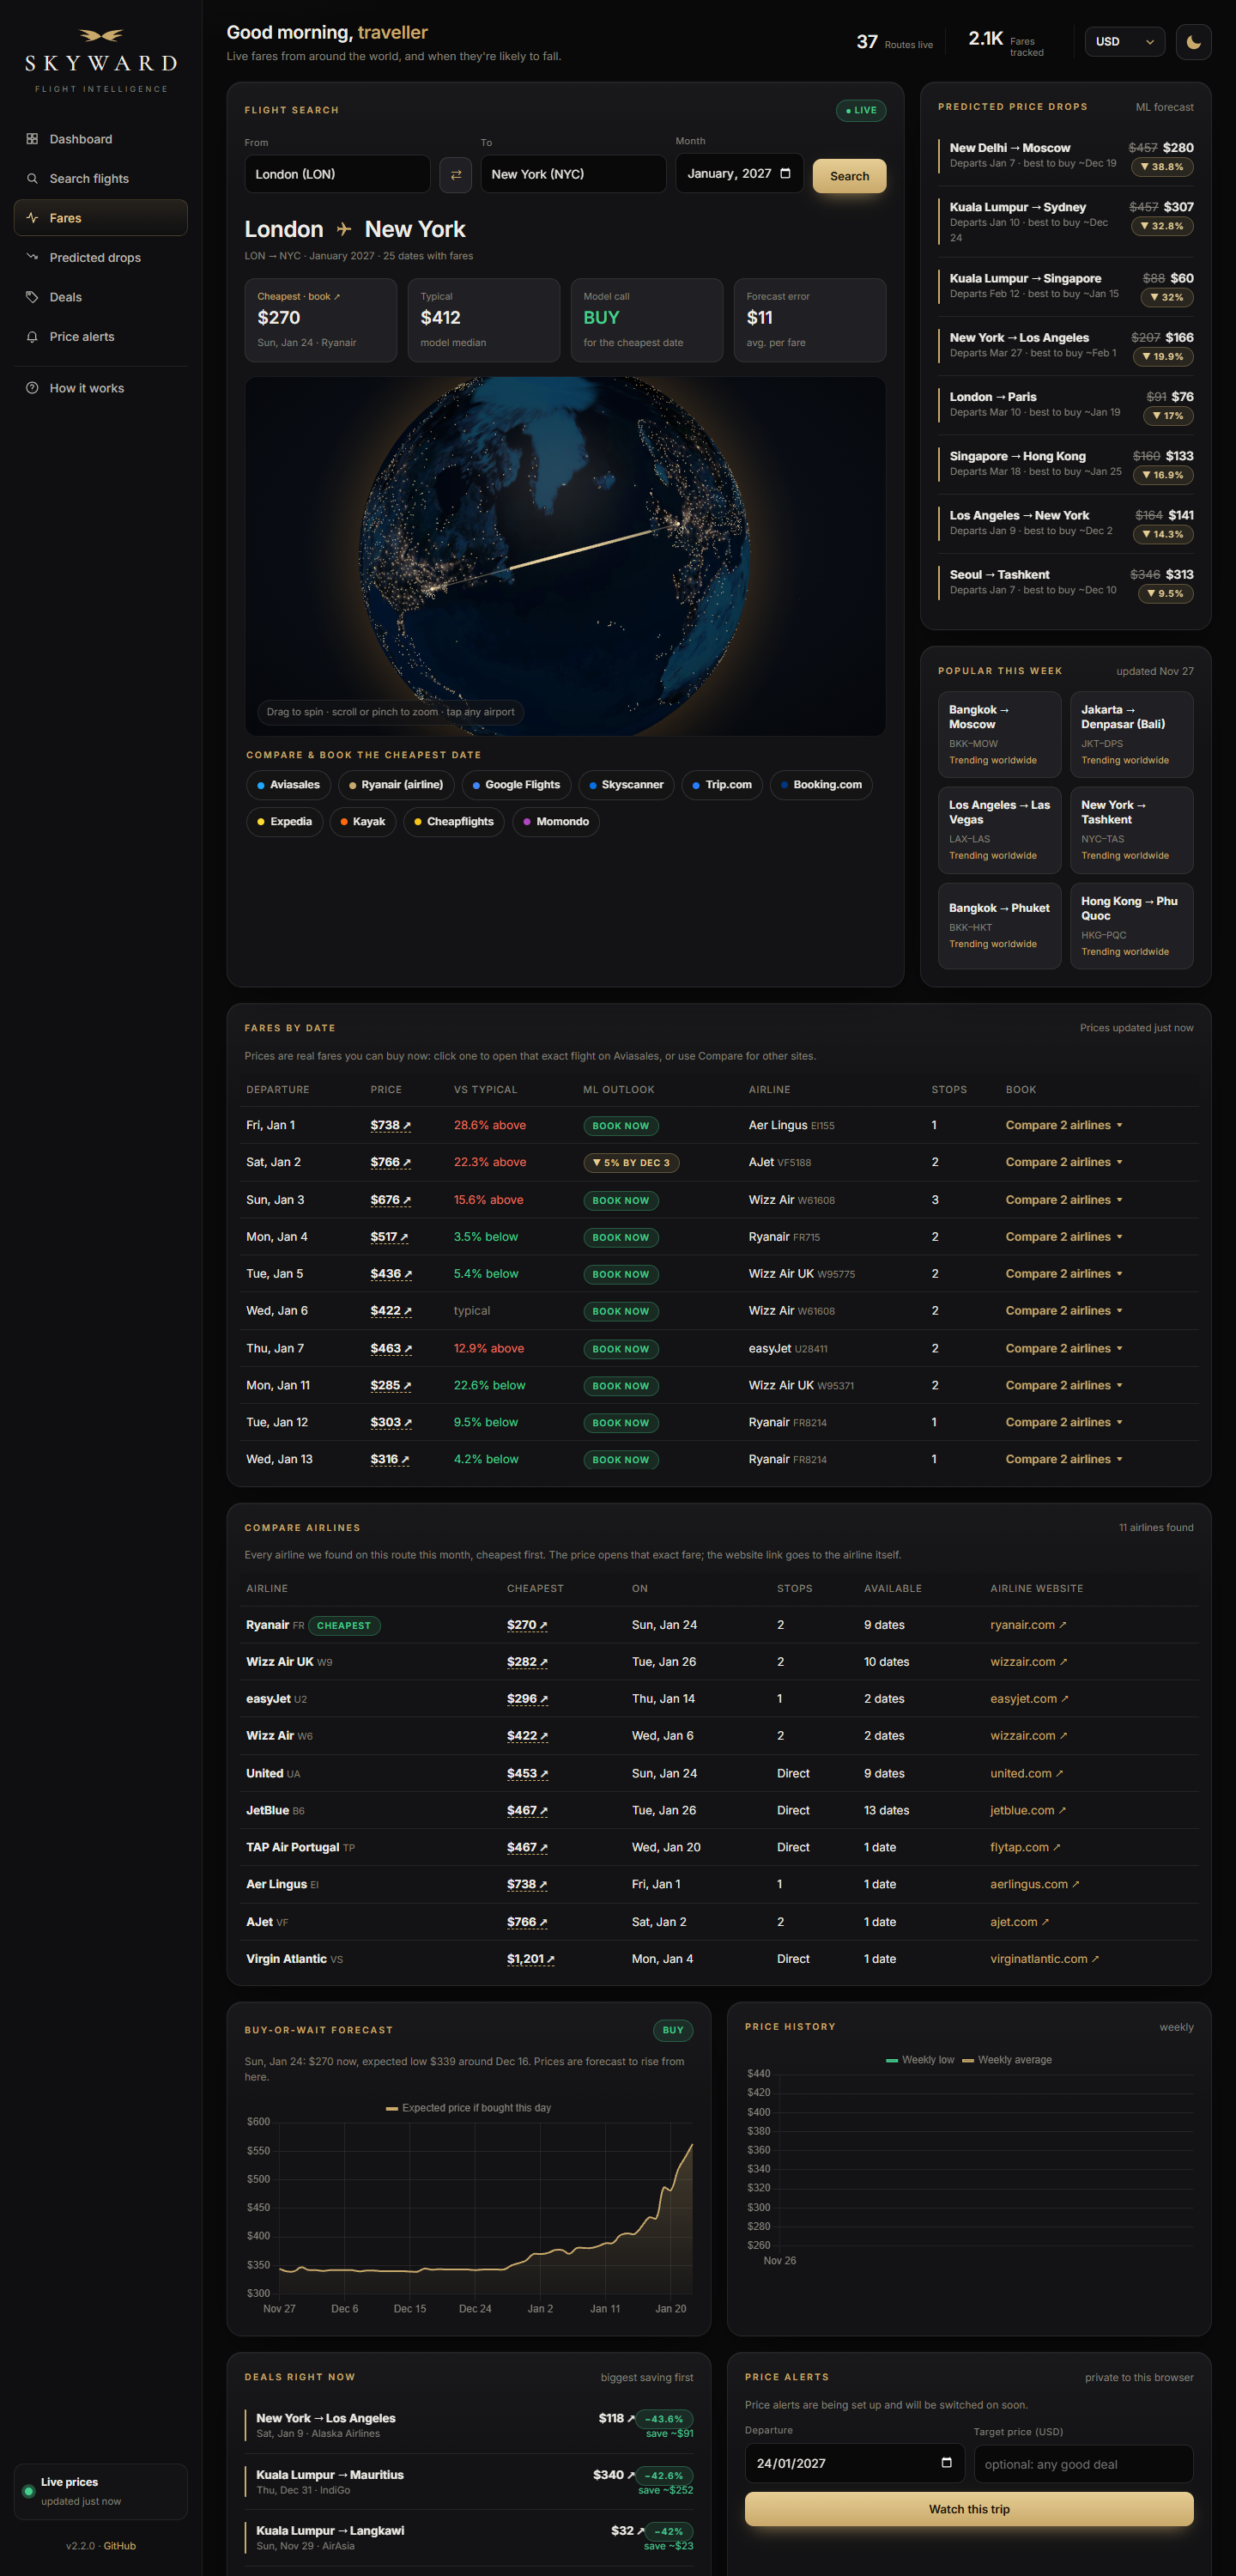 SKYWARD
FLIGHT INTELLIGENCE
Dashboard
Search flights
Fares
Predicted drops
Deals
Price alerts
How it works
Live prices
updated just now
v2.2.0 · GitHub
Good morning, traveller
Live fares from around the world, and when they're likely to fall.
37 Routes live
2.1K Fares tracked
USD
FLIGHT SEARCH
LIVE
From
To
Month
London (LON)
⇄
New York (NYC)
January, 2027
Search
London ✈ New York
LON → NYC · January 2027 · 25 dates with fares
Cheapest · book ↗
$270
Sun, Jan 24 · Ryanair
Typical
$412
model median
Model call
BUY
for the cheapest date
Forecast error
$11
avg. per fare
Drag to spin · scroll or pinch to zoom · tap any airport
COMPARE & BOOK THE CHEAPEST DATE
Aviasales
Ryanair (airline)
Google Flights
Skyscanner
Trip.com
Booking.com
Expedia
Kayak
Cheapflights
Momondo
PREDICTED PRICE DROPS
ML forecast
New Delhi → Moscow $457 $280
Departs Jan 7 · best to buy ~Dec 19 ▼ 38.8%
Kuala Lumpur → Sydney $457 $307
Departs Jan 10 · best to buy ~Dec 24 ▼ 32.8%
Kuala Lumpur → Singapore $88 $60
Departs Feb 12 · best to buy ~Jan 15 ▼ 32%
New York → Los Angeles $207 $166
Departs Mar 27 · best to buy ~Feb 1 ▼ 19.9%
London → Paris $91 $76
Departs Mar 10 · best to buy ~Jan 19 ▼ 17%
Singapore → Hong Kong $160 $133
Departs Mar 18 · best to buy ~Jan 25 ▼ 16.9%
Los Angeles → New York $164 $141
Departs Jan 9 · best to buy ~Dec 2 ▼ 14.3%
Seoul → Tashkent $346 $313
Departs Jan 7 · best to buy ~Dec 10 ▼ 9.5%
POPULAR THIS WEEK
updated Nov 27
Bangkok → Moscow
BKK–MOW
Trending worldwide
Jakarta → Denpasar (Bali)
JKT–DPS
Trending worldwide
Los Angeles → Las Vegas
LAX–LAS
Trending worldwide
New York → Tashkent
NYC–TAS
Trending worldwide
Bangkok → Phuket
BKK–HKT
Trending worldwide
Hong Kong → Phu Quoc
HKG–PQC
Trending worldwide
FARES BY DATE
Prices updated just now
Prices are real fares you can buy now: click one to open that exact flight on Aviasales, or use Compare for other sites.
DEPARTURE PRICE VS TYPICAL ML OUTLOOK AIRLINE STOPS BOOK
Fri, Jan 1 $738 ↗ 28.6% above BOOK NOW Aer Lingus EI155 1 Compare 2 airlines ▾
Sat, Jan 2 $766 ↗ 22.3% above ▼ 5% BY DEC 3 AJet VF5188 2 Compare 2 airlines ▾
Sun, Jan 3 $676 ↗ 15.6% above BOOK NOW Wizz Air W61608 3 Compare 2 airlines ▾
Mon, Jan 4 $517 ↗ 3.5% below BOOK NOW Ryanair FR715 2 Compare 2 airlines ▾
Tue, Jan 5 $436 ↗ 5.4% below BOOK NOW Wizz Air UK W95775 2 Compare 2 airlines ▾
Wed, Jan 6 $422 ↗ typical BOOK NOW Wizz Air W61608 2 Compare 2 airlines ▾
Thu, Jan 7 $463 ↗ 12.9% above BOOK NOW easyJet U28411 2 Compare 2 airlines ▾
Mon, Jan 11 $285 ↗ 22.6% below BOOK NOW Wizz Air UK W95371 2 Compare 2 airlines ▾
Tue, Jan 12 $303 ↗ 9.5% below BOOK NOW Ryanair FR8214 1 Compare 2 airlines ▾
Wed, Jan 13 $316 ↗ 4.2% below BOOK NOW Ryanair FR8214 1 Compare 2 airlines ▾
COMPARE AIRLINES
11 airlines found
Every airline we found on this route this month, cheapest first. The price opens that exact fare; the website link goes to the airline itself.
AIRLINE CHEAPEST ON STOPS AVAILABLE AIRLINE WEBSITE
Ryanair FR CHEAPEST $270 ↗ Sun, Jan 24 2 9 dates ryanair.com ↗
Wizz Air UK W9 $282 ↗ Tue, Jan 26 2 10 dates wizzair.com ↗
easyJet U2 $296 ↗ Thu, Jan 14 1 2 dates easyjet.com ↗
Wizz Air W6 $422 ↗ Wed, Jan 6 2 2 dates wizzair.com ↗
United UA $453 ↗ Sun, Jan 24 Direct 9 dates united.com ↗
JetBlue B6 $467 ↗ Tue, Jan 26 Direct 13 dates jetblue.com ↗
TAP Air Portugal TP $467 ↗ Wed, Jan 20 Direct 1 date flytap.com ↗
Aer Lingus EI $738 ↗ Fri, Jan 1 1 1 date aerlingus.com ↗
AJet VF $766 ↗ Sat, Jan 2 2 1 date ajet.com ↗
Virgin Atlantic VS $1,201 ↗ Mon, Jan 4 Direct 1 date virginatlantic.com ↗
BUY-OR-WAIT FORECAST
BUY
Sun, Jan 24: $270 now, expected low $339 around Dec 16. Prices are forecast to rise from
here.
Expected price if bought this day
$600
$550
$500
$450
$400
$350
$300
Nov 27 Dec 6 Dec 15 Dec 24 Jan 2 Jan 11 Jan 20
PRICE HISTORY
weekly
Weekly low Weekly average
$440
$420
$400
$380
$360
$340
$320
$300
$280
$260
Nov 26
DEALS RIGHT NOW
biggest saving first
New York → Los Angeles $118 ↗ −43.6%
Sat, Jan 9 · Alaska Airlines save ~$91
Kuala Lumpur → Mauritius $340 ↗ −42.6%
Thu, Dec 31 · IndiGo save ~$252
Kuala Lumpur → Langkawi $32 ↗ −42%
Sun, Nov 29 · AirAsia save ~$23
PRICE ALERTS
private to this browser
Price alerts are being set up and will be switched on soon.
Departure
Target price (USD)
24/01/2027
optional: any good deal
Watch this trip